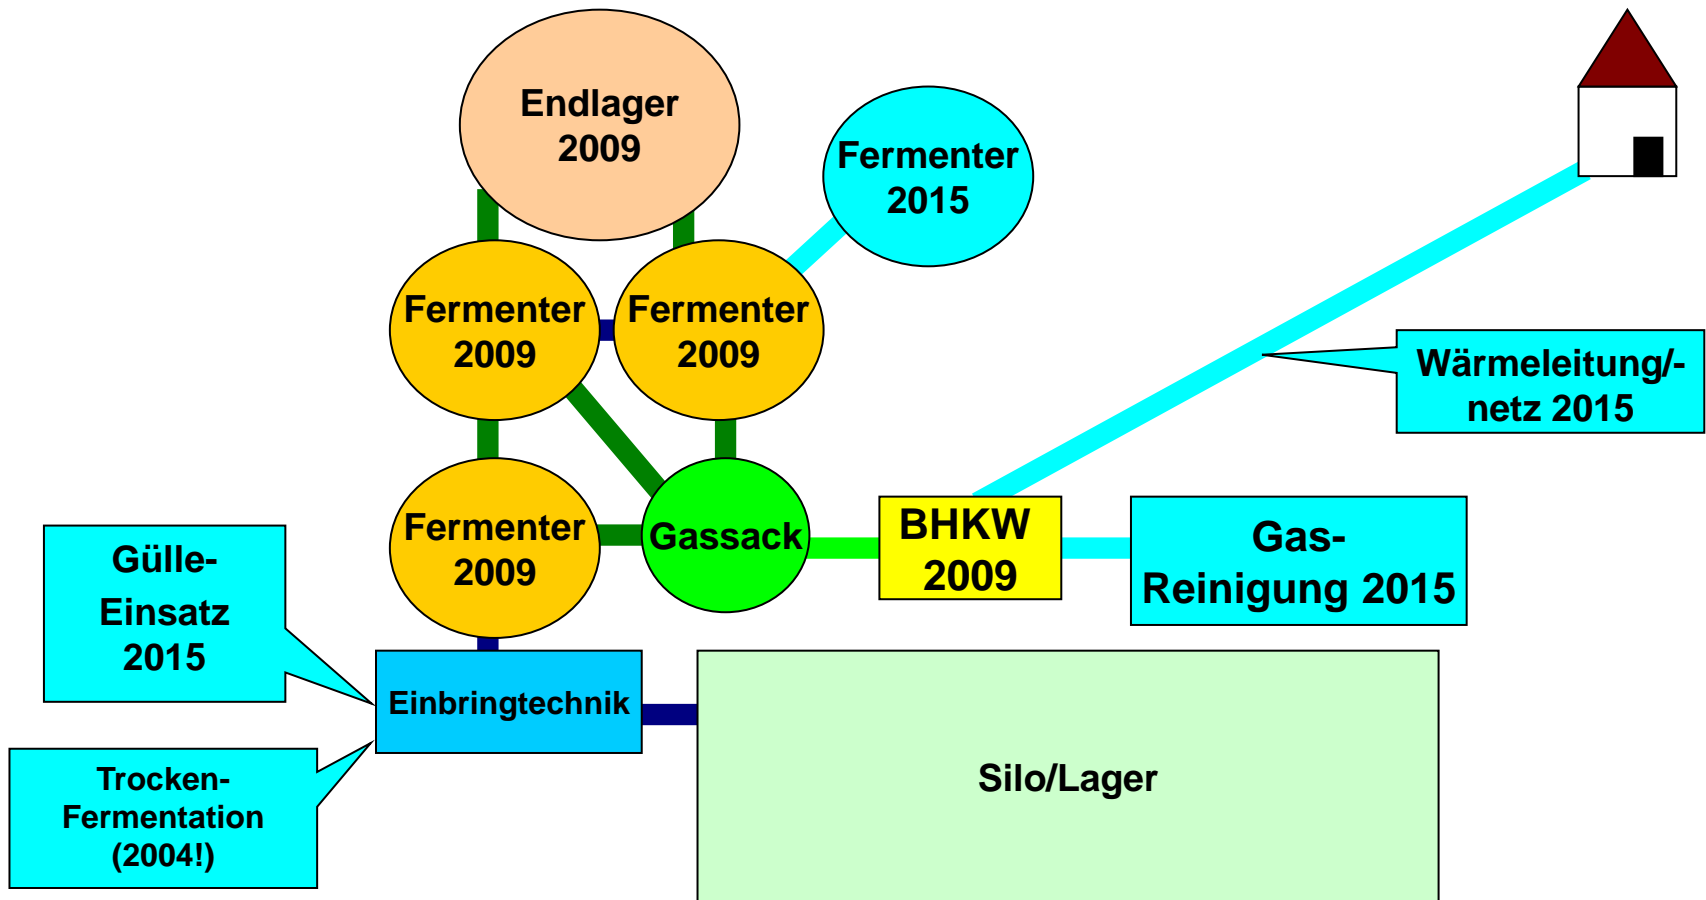 Endlager
2009
Fermenter
2015
Fermenter
2009
Fermenter
2009
Wärmeleitung/-
netz 2015
Fermenter
2009
Gassack
BHKW
2009
Gas-
Reinigung 2015
Gülle-
Einsatz
2015
Einbringtechnik
Trocken-
Fermentation
(2004!)
Silo/Lager